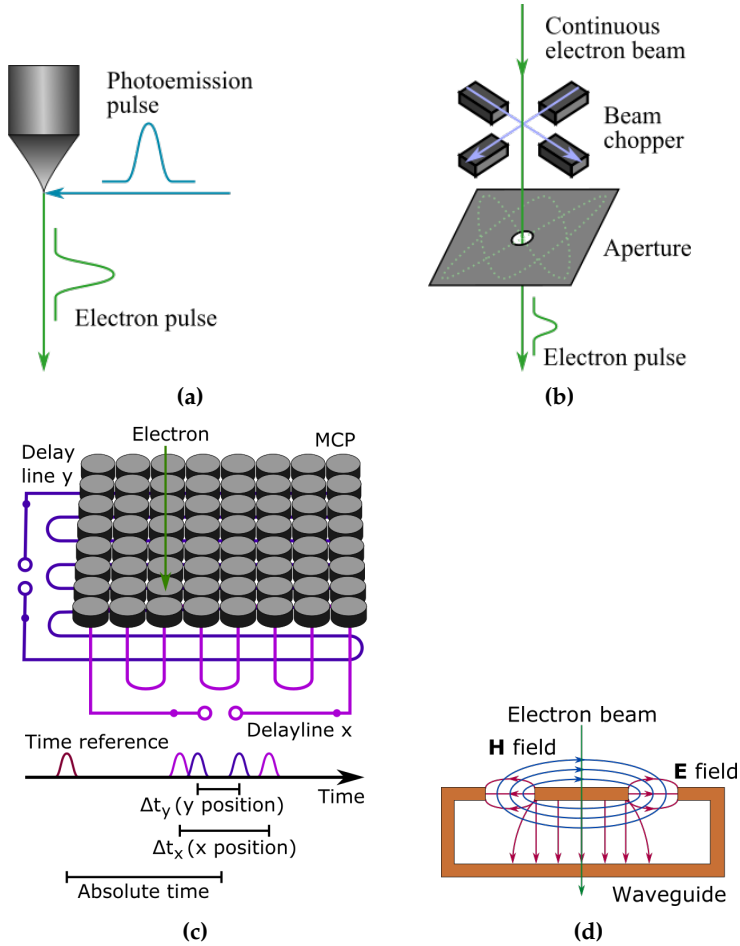 Photoemission
pulse
Electron pulse
(a)
Continuous
electron beam
Beam
chopper
Aperture
Electron pulse
(b)
Electron
MCP
Delay
line y
Delayline x
Time reference
Time
Δty (y position)
Δtx (x position)
Absolute time
(c)
Electron beam
H field
E field
Waveguide
(d)